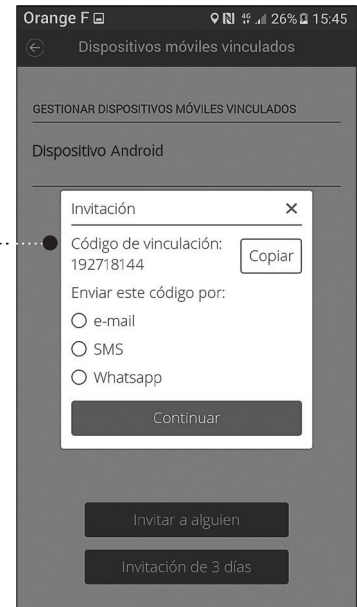 Orange F 4G 26% 15:45
Dispositivos móviles vinculados
GESTIONAR DISPOSITIVOS MÓVILES VINCULADOS
Dispositivo Android
Invitación
Código de vinculación:
192718144
Copiar
Enviar este código por:
e-mail
SMS
Whatsapp
Continuar
Invitar a alguien
Invitación de 3 días